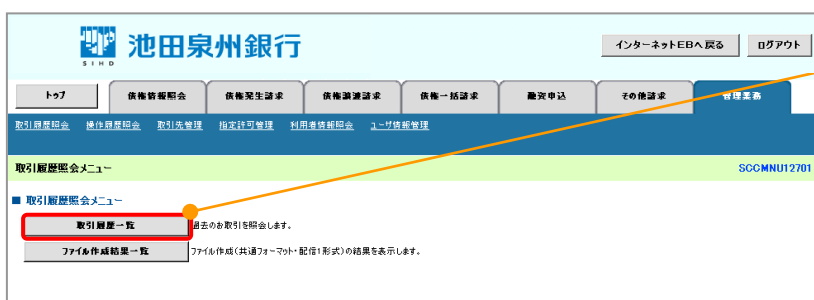 池田泉州銀行
SIHD
インターネットEBへ戻る ログアウト
トップ 債権情報照会 債権発生請求 債権譲渡請求 債権一括請求 融資申込 その他請求 管理業務
取引履歴照会 操作履歴照会 取引先管理 指定許可管理 利用者情報照会 ユーザ情報管理
取引履歴照会メニュー SCCMNU12701
■ 取引履歴照会メニュー
取引履歴一覧 過去のお取引を照会します。
ファイル作成結果一覧 ファイル作成(共通フォーマット・配信1形式)の結果を表示します。